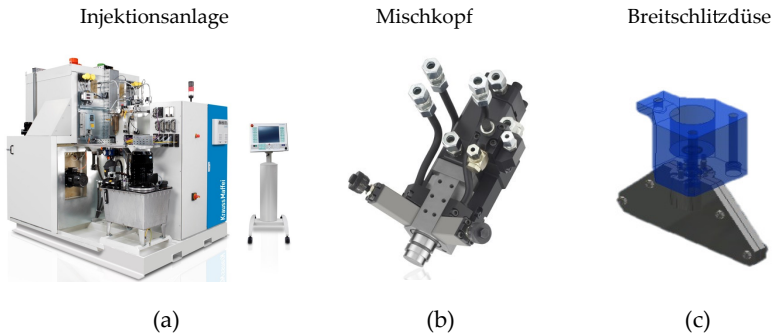 Injektionsanlage
Mischkopf
Breitschlitzdüse
KraussMaffei
(a)
(b)
(c)